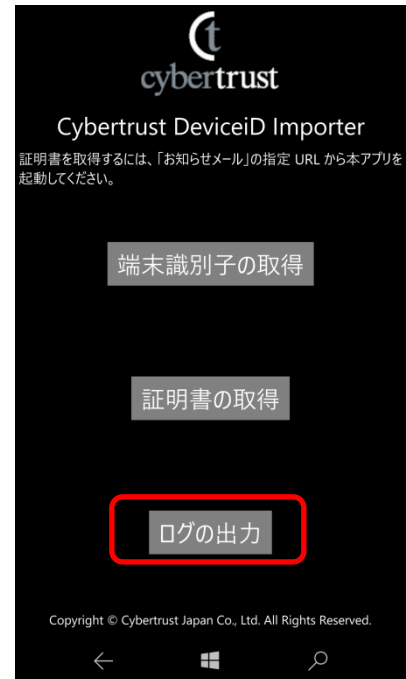 cybertrust
Cybertrust DeviceiD Importer
証明書を取得するには、「お知らせメール」の指定 URL から本アプリを
起動してください。
端末識別子の取得
証明書の取得
ログの出力
Copyright © Cybertrust Japan Co., Ltd. All Rights Reserved.